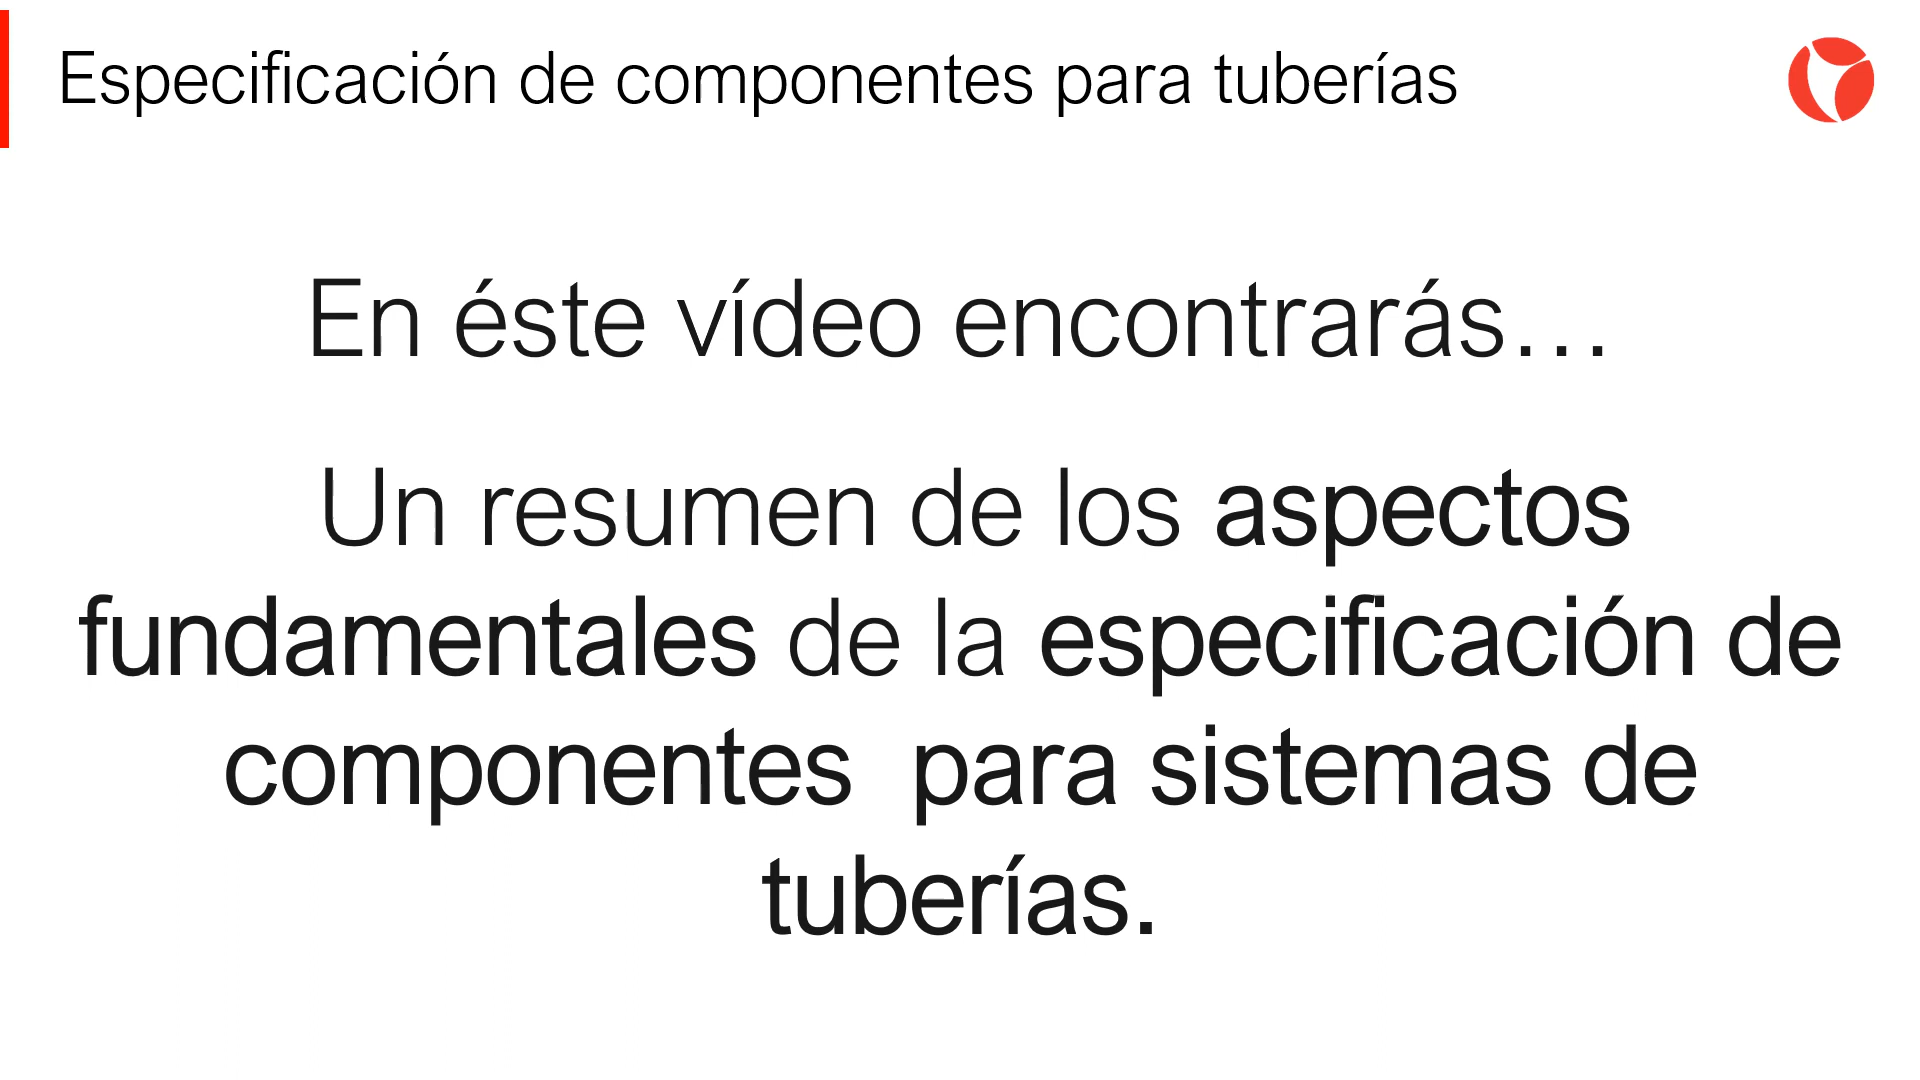 Especificación de componentes para tuberías
En éste vídeo encontrarás…
Un resumen de los aspectos
fundamentales de la especificación de
componentes  para sistemas de
tuberías.